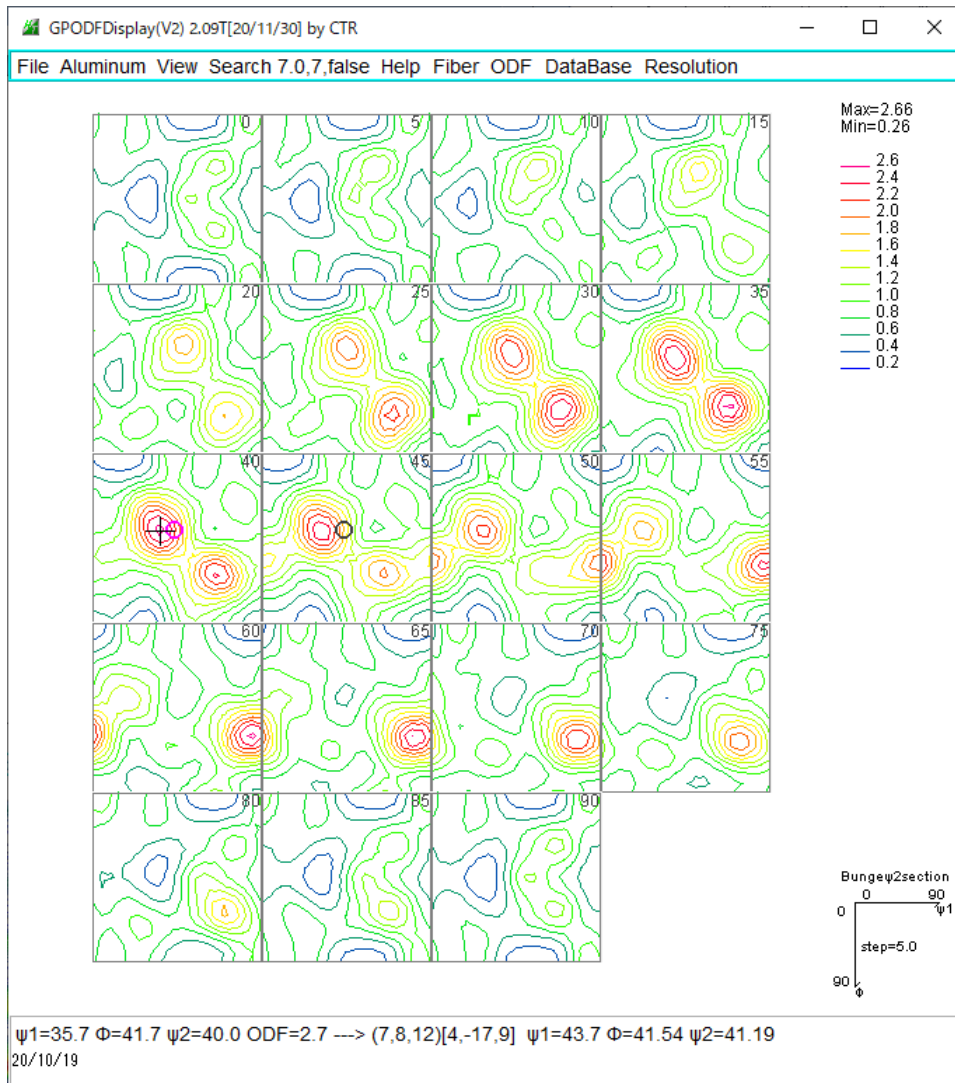 GPODFDisplay(V2) 2.09T[20/11/30] by CTR
File Aluminum View Search 7.0,7,false Help Fiber ODF DataBase Resolution
0 5 10 15
Max=2.66
Min=0.26
2.6
2.4
2.2
2.0
1.8
1.6
1.4
1.2
1.0
0.8
0.6
0.4
0.2
20 25 30 35
40 45 50 55
60 65 70 75
80 85 90
Bungeψ2section
0 90
0 ψ1
step=5.0
90
Φ
ψ1=35.7 Φ=41.7 ψ2=40.0 ODF=2.7 ---> (7,8,12)[4,-17,9] ψ1=43.7 Φ=41.54 ψ2=41.19
20/10/19